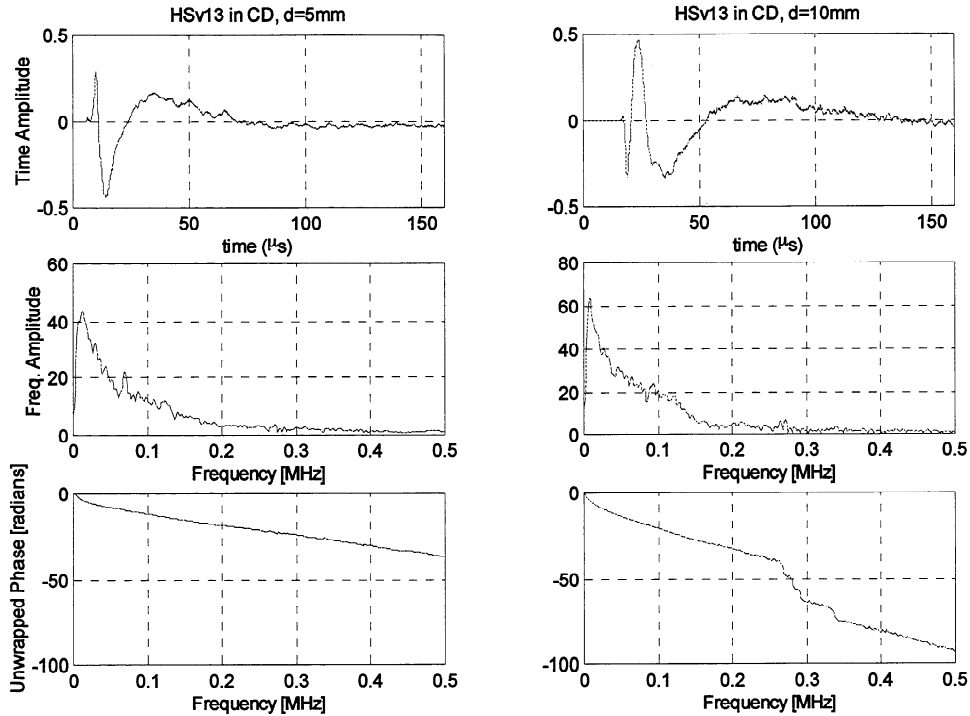 HSv13 in CD, d=5mm
Time Amplitude
0.5
0
-0.5
0 50 100 150
time (μs)
Freq. Amplitude
60
40
20
0
0 0.1 0.2 0.3 0.4 0.5
Frequency [MHz]
Unwrapped Phase [radians]
0
-50
-100
0 0.1 0.2 0.3 0.4 0.5
Frequency [MHz]
HSv13 in CD, d=10mm
0.5
0
-0.5
0 50 100 150
time (μs)
80
60
40
20
0
0 0.1 0.2 0.3 0.4 0.5
Frequency [MHz]
0
-50
-100
0 0.1 0.2 0.3 0.4 0.5
Frequency [MHz]